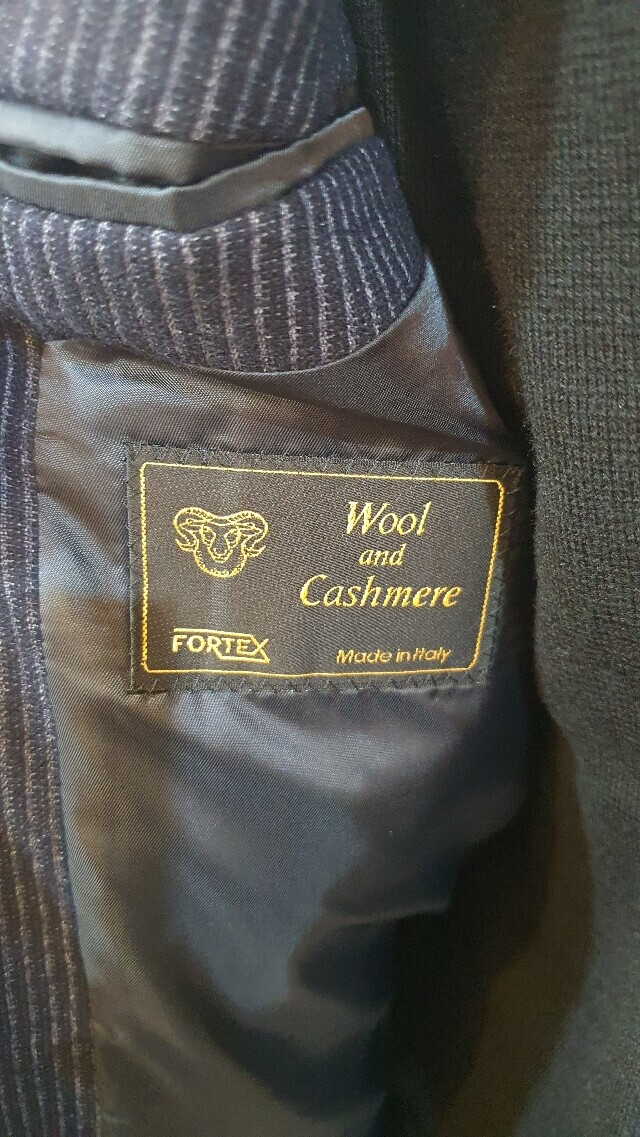 Wool
and
Cashmere
FORTEX
Made in Italy